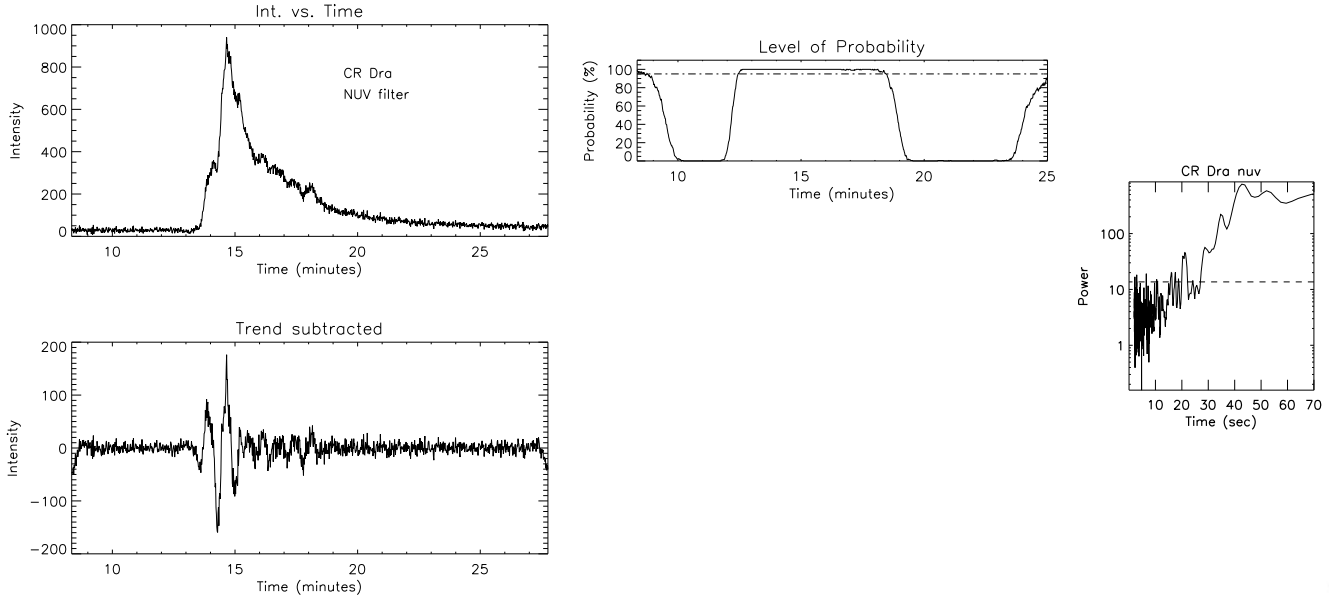 Int. vs. Time
1000
800
600
400
200
0
Intensity
CR Dra
NUV filter
10 15 20 25
Time (minutes)
Trend subtracted
200
100
0
−100
−200
Intensity
10 15 20 25
Time (minutes)
Level of Probability
100
80
60
40
20
0
Probability (%)
10 15 20 25
Time (minutes)
CR Dra nuv
100
10
1
Power
10 20 30 40 50 60 70
Time (sec)